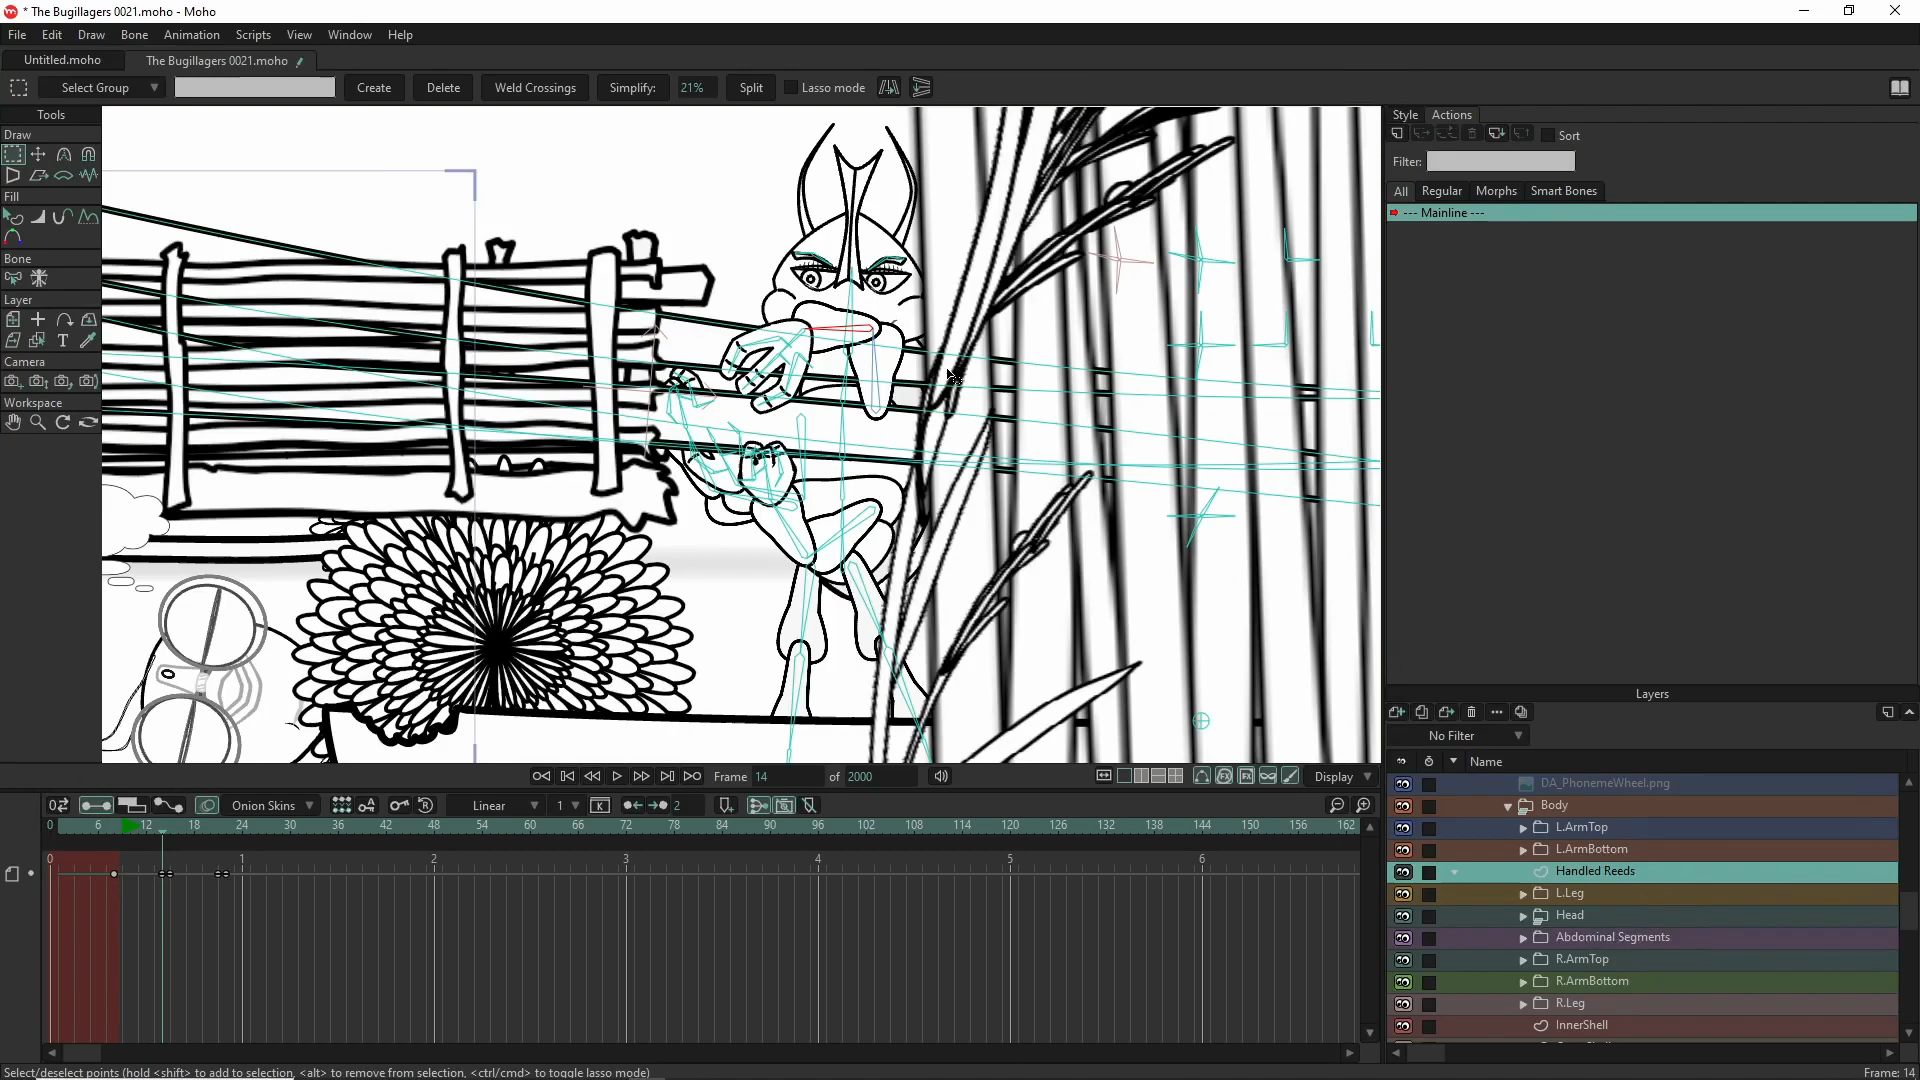 * The Bugillagers 0021.moho - Moho
File Edit Draw Bone Animation Scripts View Window Help
Untitled.moho The Bugillagers 0021.moho
Select Group Create Delete Weld Crossings Simplify: 21% Split Lasso mode
Tools
Draw
Fill
Bone
Layer
Camera
Workspace
Style Actions
Sort
Filter:
All Regular Morphs Smart Bones
--- Mainline ---
Layers
No Filter
Name
DA_PhonemeWheel.png
Body
L.ArmTop
L.ArmBottom
Handled Reeds
L.Leg
Head
Abdominal Segments
R.ArmTop
R.ArmBottom
R.Leg
InnerShell
Frame 14 of 2000 Display
Onion Skins Linear 1 2
0 6 12 18 24 30 36 42 48 54 60 66 72 78 84 90 96 102 108 114 120 126 132 138 144 150 156 162
0 1 2 3 4 5 6
Select/deselect points (hold <shift> to add to selection, <alt> to remove from selection, <ctrl/cmd> to toggle lasso mode) Frame: 14